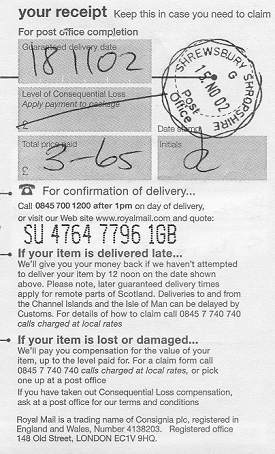 your receipt Keep this in case you need to claim
For post office completion
Guaranteed delivery date
181102
Level of Consequential Loss
Apply payment to package
£
SHREWSBURY SHROPSHIRE
G
15 NO 02
Post Office
Date stamp
Total price paid
£ 3-65
Initials
For confirmation of delivery...
Call 0845 700 1200 after 1pm on day of delivery,
or visit our Web site www.royalmail.com and quote:
SU 4764 7796 1GB
If your item is delivered late...
We'll give you your money back if we haven't attempted
to deliver your item by 12 noon on the date shown
above. Please note, later guaranteed delivery times
apply for remote parts of Scotland. Deliveries to and from
the Channel Islands and the Isle of Man can be delayed by
Customs. For details of how to claim call 0845 7 740 740
calls charged at local rates
If your item is lost or damaged...
We'll pay you compensation for the value of your
item, up to the level paid for. For a claim form call
0845 7 740 740 calls charged at local rates, or pick
one up at a post office
If you have taken out Consequential Loss compensation,
ask at a post office for our terms and conditions
Royal Mail is a trading name of Consignia plc, registered in
England and Wales, Number 4138203. Registered office
148 Old Street, LONDON EC1V 9HQ.